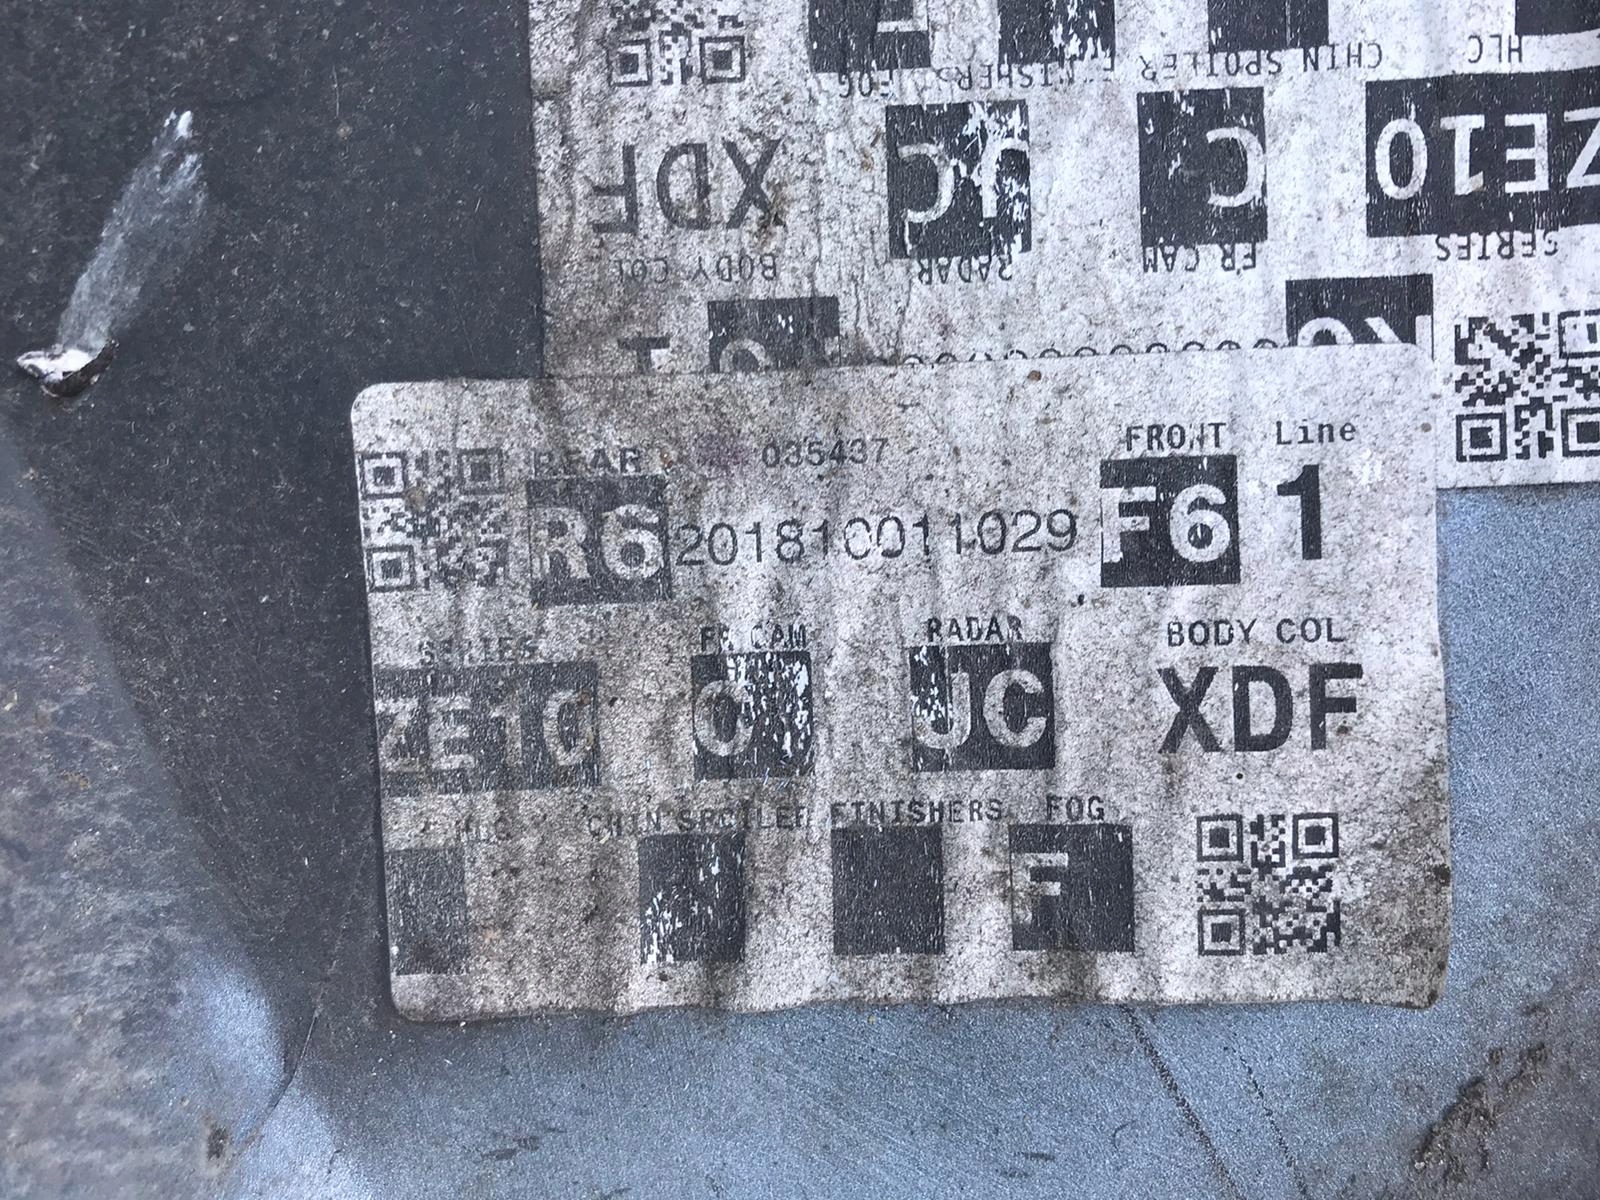 HLC CHIN SPOILER FINISHERS FOG
ZE10 C JC XDF
SERIES FR CAM RADAR BODY COL
REAR 035437 FRONT Line
R6 201810011029 F6 1
SERIES FR CAM RADAR BODY COL
ZE10 JC XDF
HLC CHIN SPOILER FINISHERS FOG
F